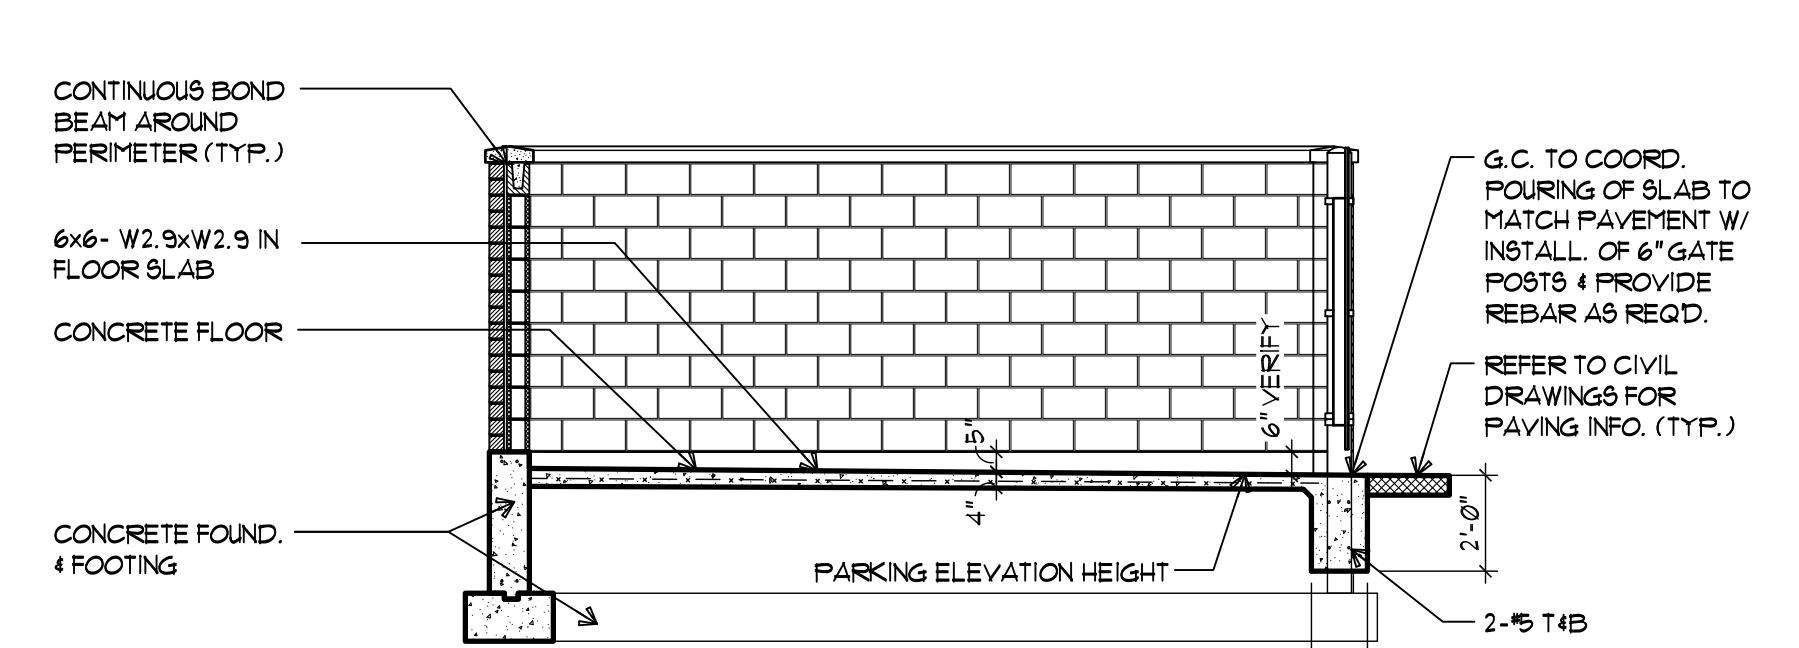 CONTINUOUS BOND
BEAM AROUND
PERIMETER (TYP.)
6x6- W2.9xW2.9 IN
FLOOR SLAB
CONCRETE FLOOR
CONCRETE FOUND.
& FOOTING
5"
4"
6" VERIFY
PARKING ELEVATION HEIGHT
G.C. TO COORD.
POURING OF SLAB TO
MATCH PAVEMENT W/
INSTALL. OF 6" GATE
POSTS & PROVIDE
REBAR AS REQ'D.
REFER TO CIVIL
DRAWINGS FOR
PAVING INFO. (TYP.)
2'-0"
2-#5 T&B